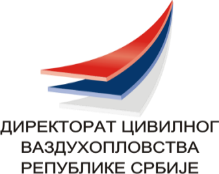 ДИРЕКТОРАТ ЦИВИЛНОГ
ВАЗДУХОПЛОВСТВА
РЕПУБЛИКЕ СРБИЈЕ